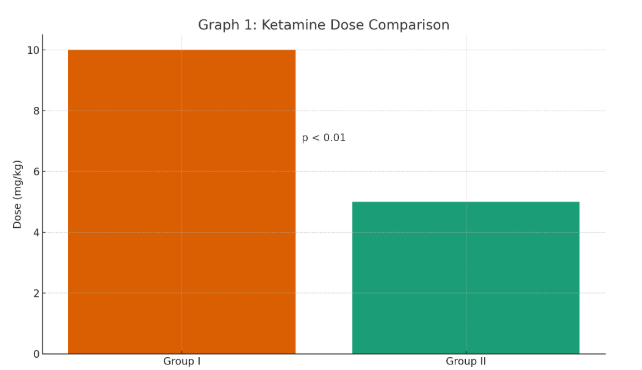 Graph 1: Ketamine Dose Comparison
10
8
6
4
2
0
Dose (mg/kg)
p < 0.01
Group I
Group II